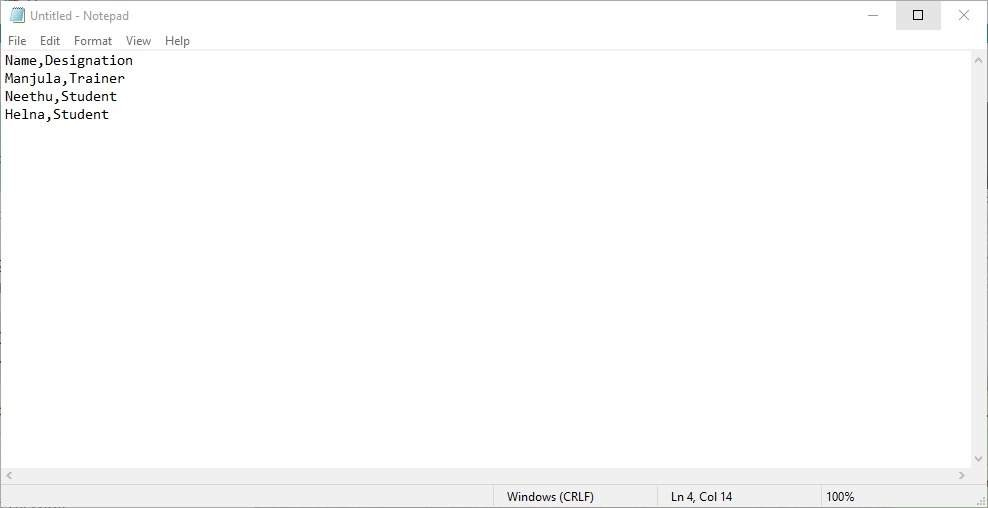 Untitled - Notepad
File Edit Format View Help
Name,Designation
Manjula,Trainer
Neethu,Student
Helna,Student
Windows (CRLF) Ln 4, Col 14 100%